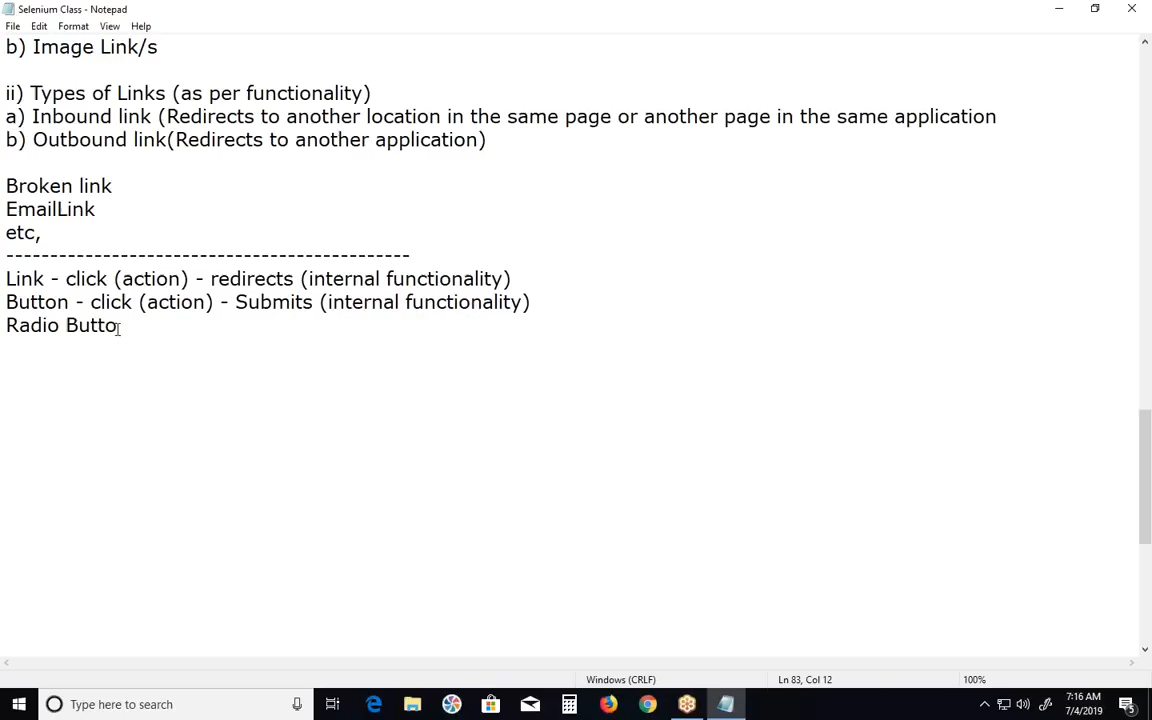 Selenium Class - Notepad
File Edit Format View Help
b) Image Link/s
ii) Types of Links (as per functionality)
a) Inbound link (Redirects to another location in the same page or another page in the same application
b) Outbound link(Redirects to another application)
Broken link
EmailLink
etc,
----------------------------------------------
Link - click (action) - redirects (internal functionality)
Button - click (action) - Submits (internal functionality)
Radio Butto
Windows (CRLF) Ln 83, Col 12 100%
Type here to search
7:16 AM
7/4/2019
5